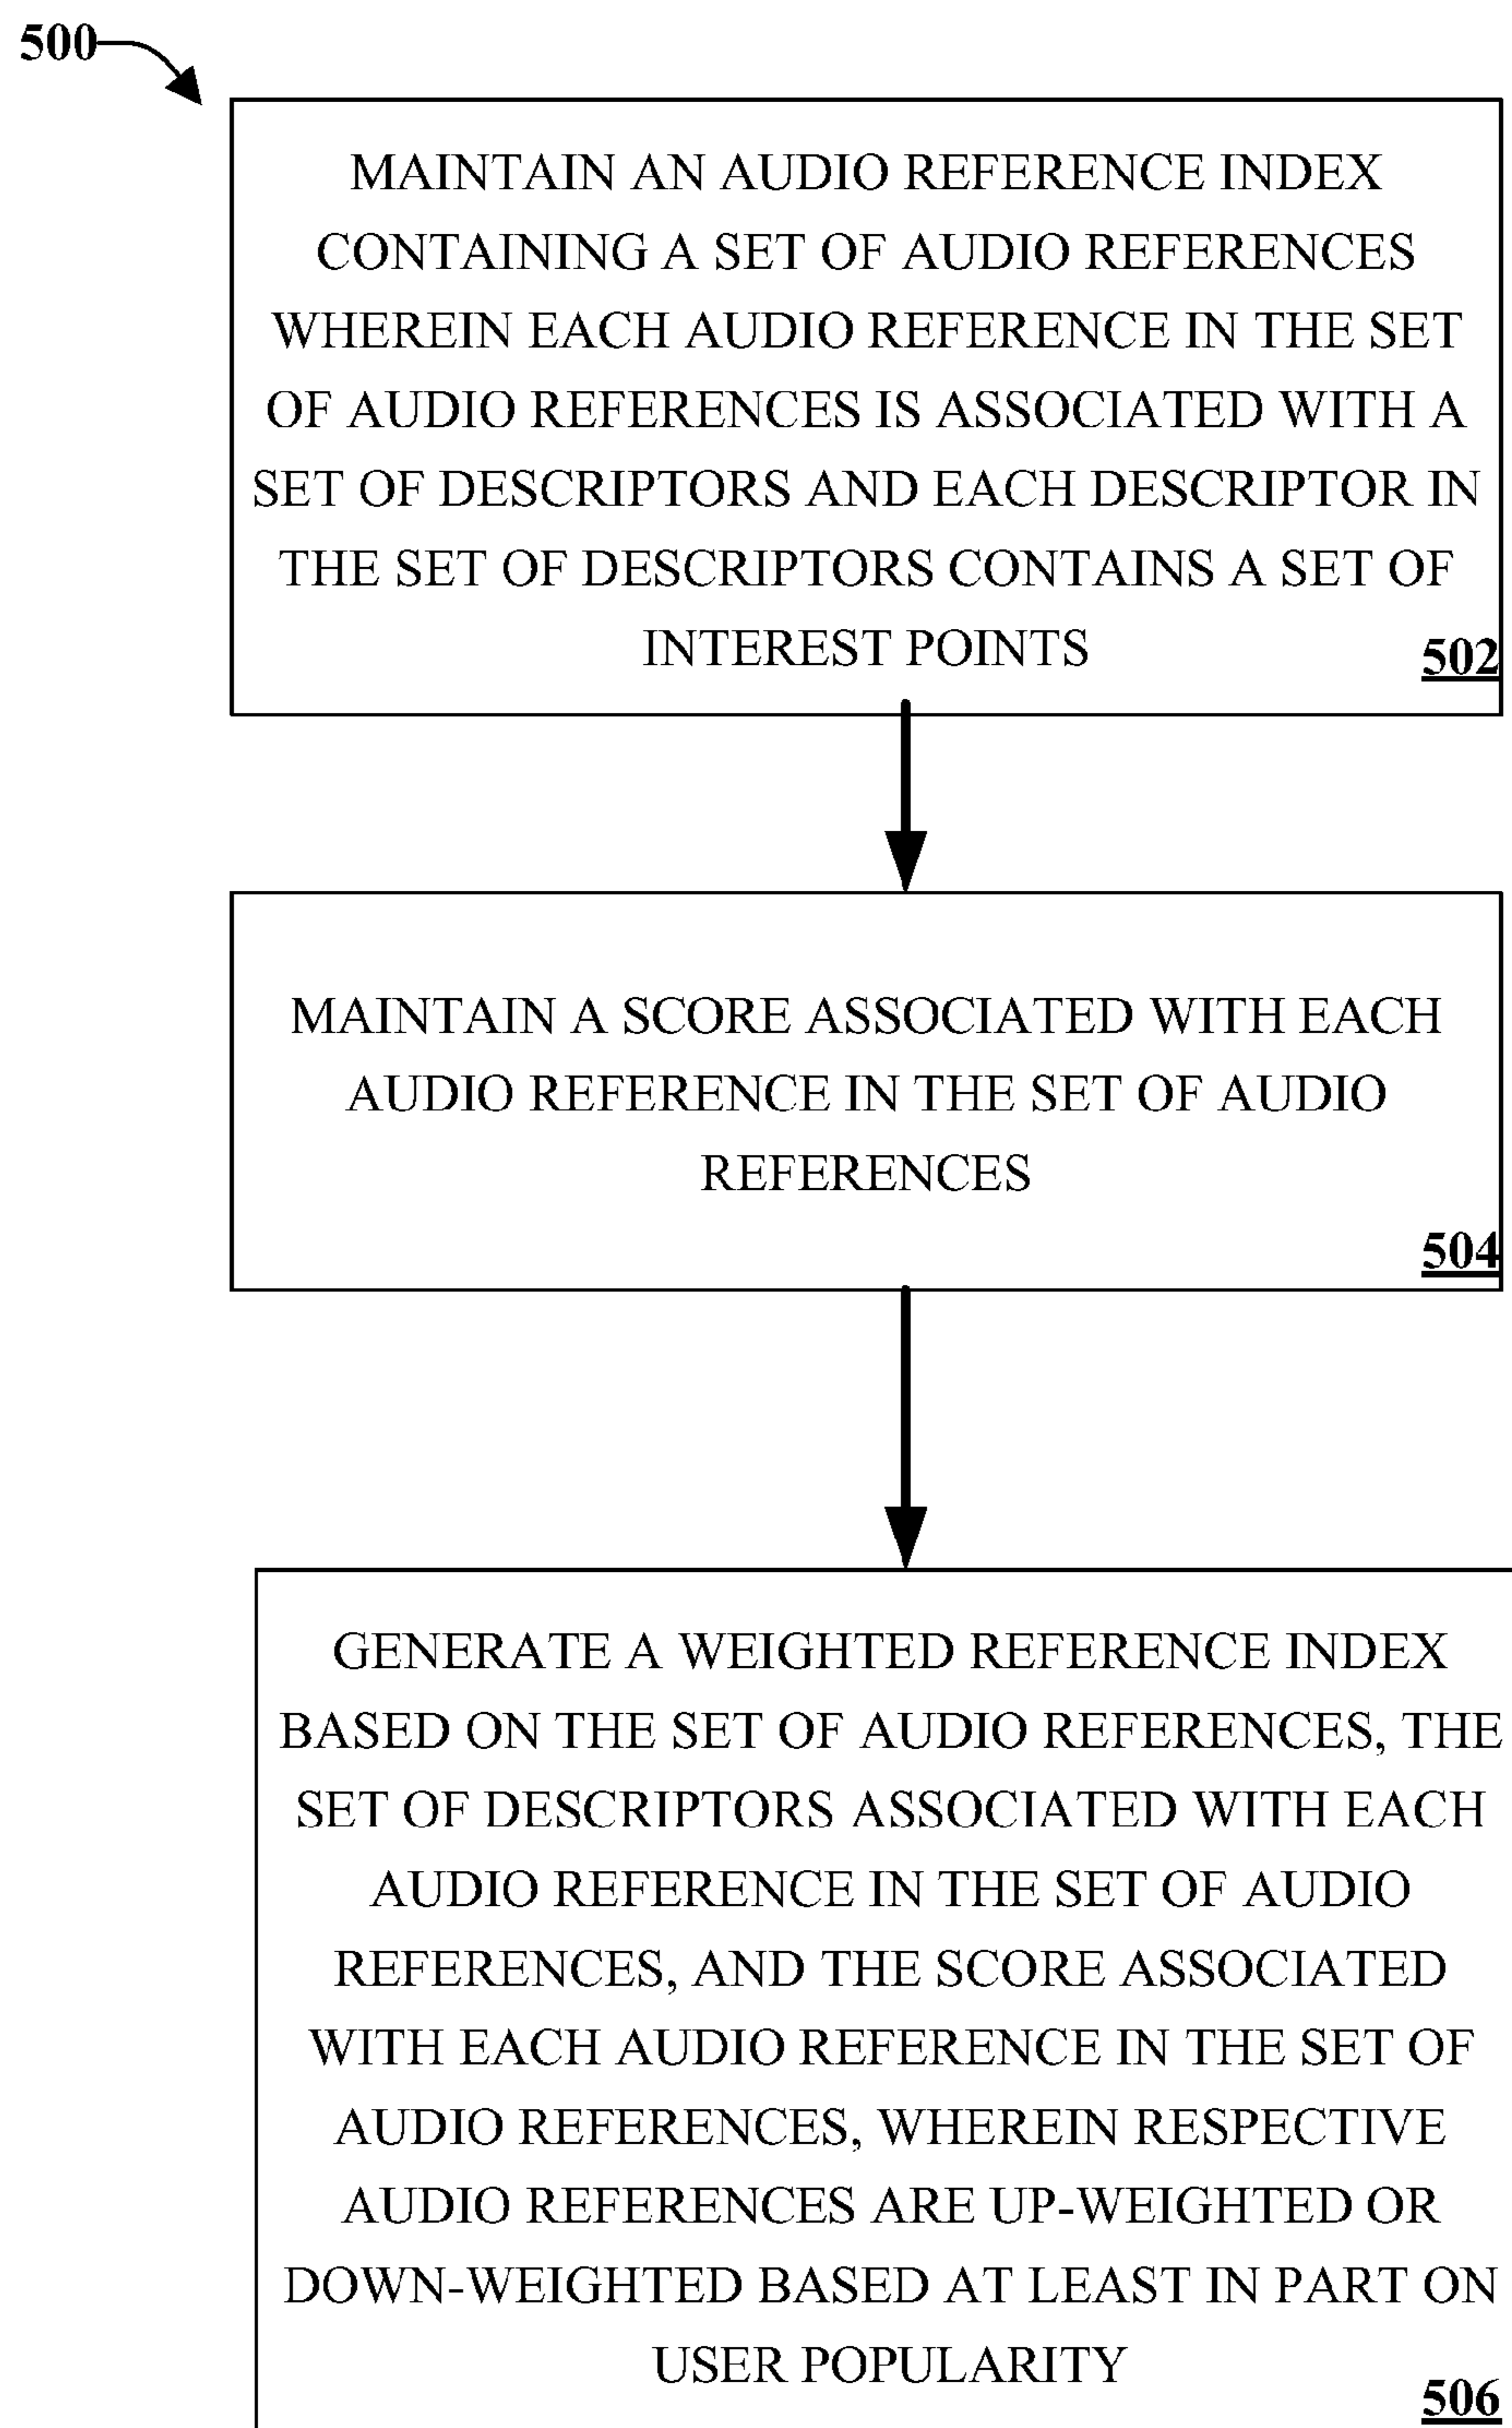 500
MAINTAIN AN AUDIO REFERENCE INDEX
CONTAINING A SET OF AUDIO REFERENCES
WHEREIN EACH AUDIO REFERENCE IN THE SET
OF AUDIO REFERENCES IS ASSOCIATED WITH A
SET OF DESCRIPTORS AND EACH DESCRIPTOR IN
THE SET OF DESCRIPTORS CONTAINS A SET OF
INTEREST POINTS
502
MAINTAIN A SCORE ASSOCIATED WITH EACH
AUDIO REFERENCE IN THE SET OF AUDIO
REFERENCES
504
GENERATE A WEIGHTED REFERENCE INDEX
BASED ON THE SET OF AUDIO REFERENCES, THE
SET OF DESCRIPTORS ASSOCIATED WITH EACH
AUDIO REFERENCE IN THE SET OF AUDIO
REFERENCES, AND THE SCORE ASSOCIATED
WITH EACH AUDIO REFERENCE IN THE SET OF
AUDIO REFERENCES, WHEREIN RESPECTIVE
AUDIO REFERENCES ARE UP-WEIGHTED OR
DOWN-WEIGHTED BASED AT LEAST IN PART ON
USER POPULARITY
506